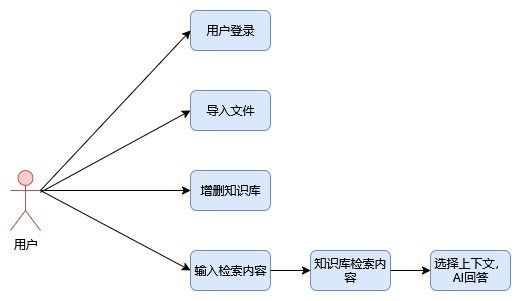 用户登录
导入文件
增删知识库
用户
输入检索内容
知识库检索内
容
选择上下文，
AI回答